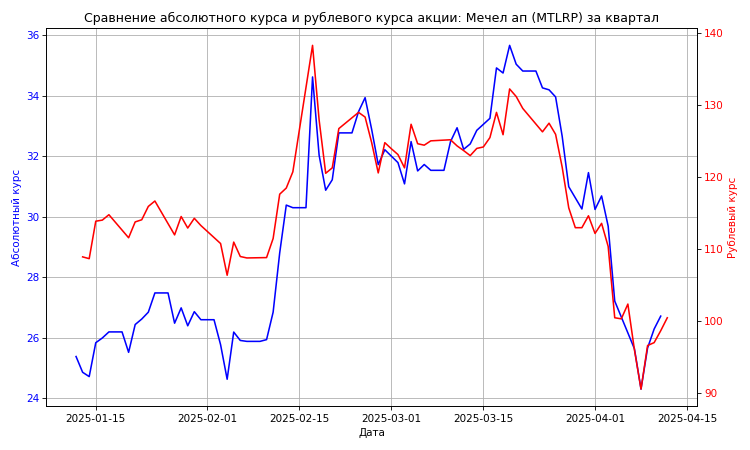 Сравнение абсолютного курса и рублевого курса акции: Мечел ап (MTLRP) за квартал
Абсолютный курс
36
34
32
30
28
26
24
140
130
120
110
100
90
Рублевый курс
2025-01-15 2025-02-01 2025-02-15 2025-03-01 2025-03-15 2025-04-01 2025-04-15
Дата